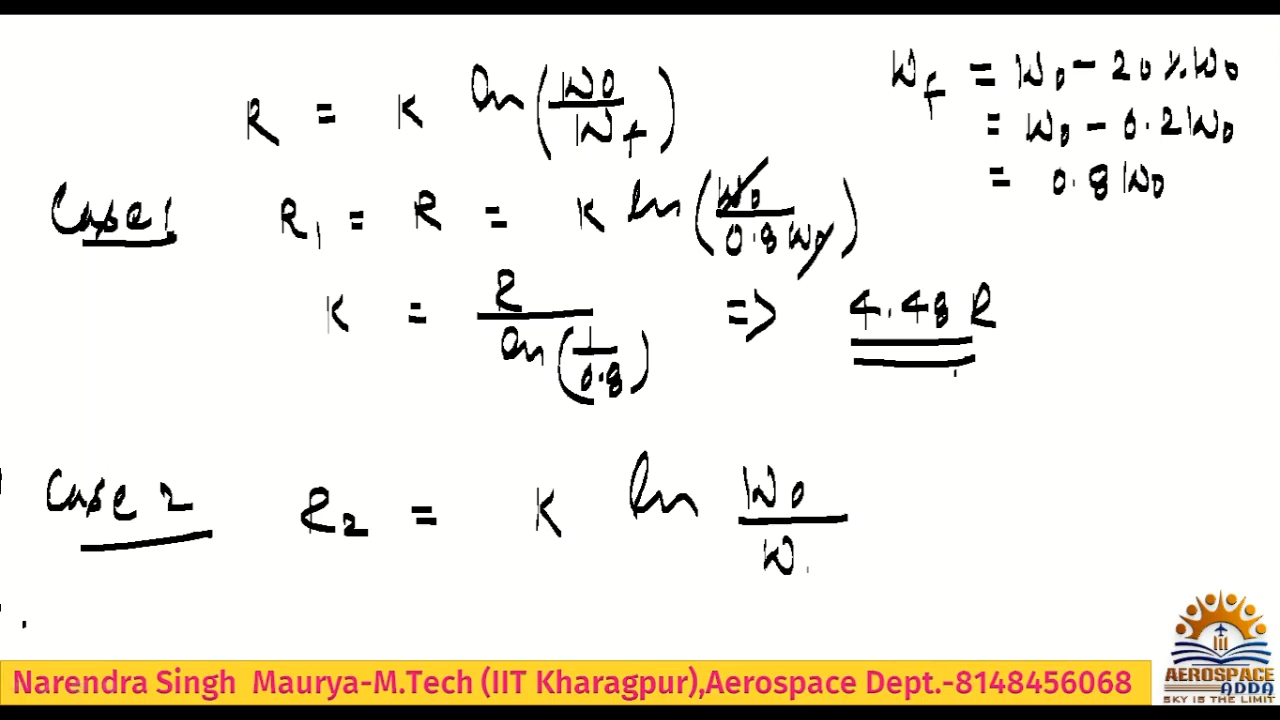 R = K ln(W0/Wf)
Wf = W0 - 20%W0
= W0 - 0.2W0
= 0.8W0
Case1 R1 = R = K ln(W0/0.8W0)
K = R/ln(1/0.8) => 4.48 R
Case 2 R2 = K ln W0/W
AEROSPACE
ADDA
SKY IS THE LIMIT
Narendra Singh Maurya-M.Tech (IIT Kharagpur),Aerospace Dept.-8148456068